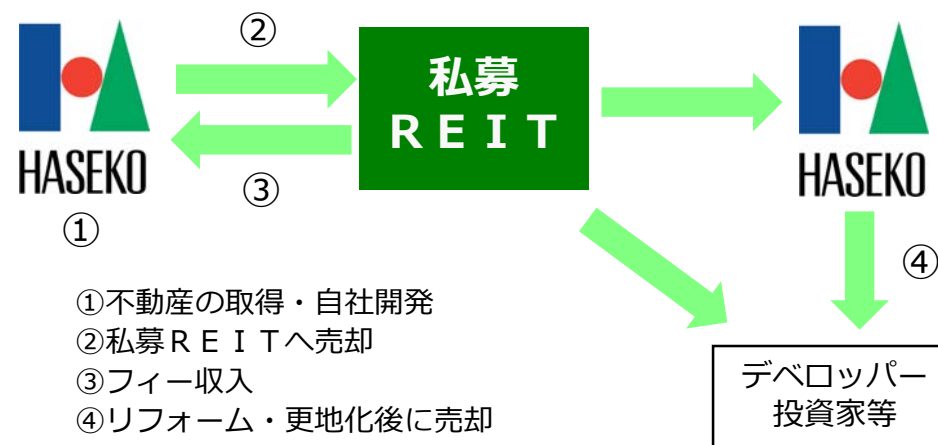 ②
私募
ＲＥＩＴ
HASEKO
③
HASEKO
①
④
①不動産の取得・自社開発
②私募ＲＥＩＴへ売却
③フィー収入
④リフォーム・更地化後に売却
デベロッパー
投資家等